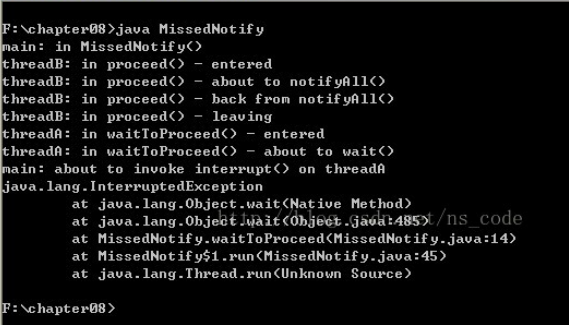 F:\chapter08>java MissedNotify
main: in MissedNotify()
threadB: in proceed() - entered
threadB: in proceed() - about to notifyAll()
threadB: in proceed() - back from notifyAll()
threadB: in proceed() - leaving
threadA: in waitToProceed() - entered
threadA: in waitToProceed() - about to wait()
main: about to invoke interrupt() on threadA
java.lang.InterruptedException
        at java.lang.Object.wait(Native Method)
        at java.lang.Object.wait(Object.java:485)
http://blog.csdn.net/ns_code
        at MissedNotify.waitToProceed(MissedNotify.java:14)
        at MissedNotify$1.run(MissedNotify.java:45)
        at java.lang.Thread.run(Unknown Source)
F:\chapter08>